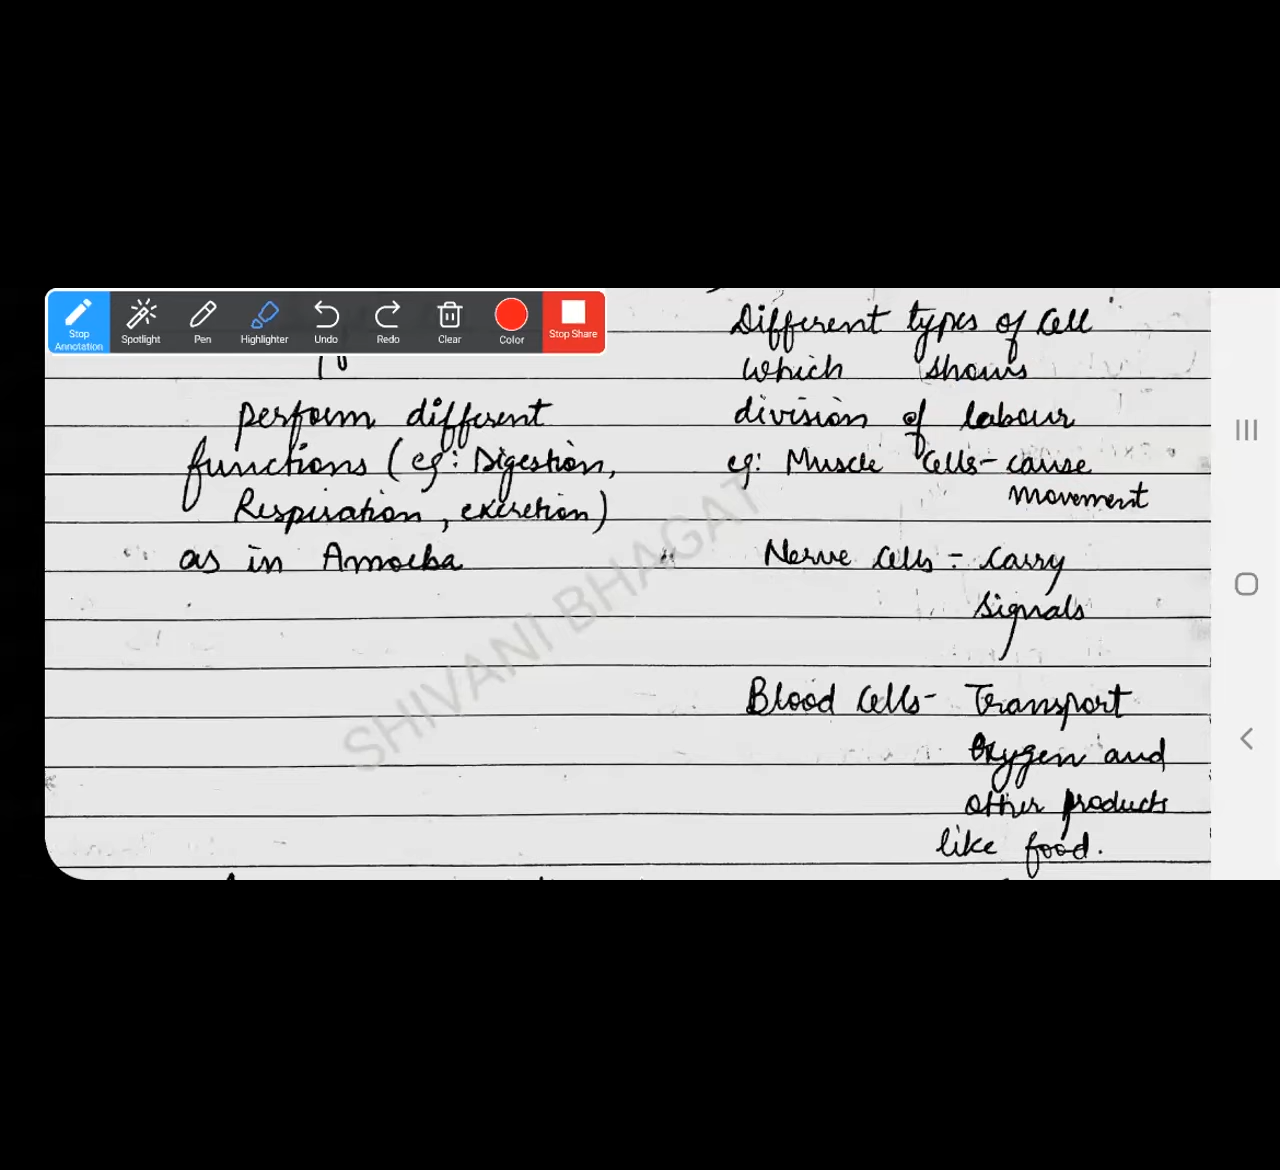 Stop Annotation
Spotlight
Pen
Highlighter
Undo
Redo
Clear
Color
Stop Share
perform different
functions (eg: Digestion,
Respiration, excretion)
as in Amoeba
Different types of Cell
which shows
division of labour
eg: Muscle Cells - cause
movement
Nerve Cells - Carry
Signals
Blood Cells - Transport
Oxygen and
other products
like food.
SHIVANI BHAGAT